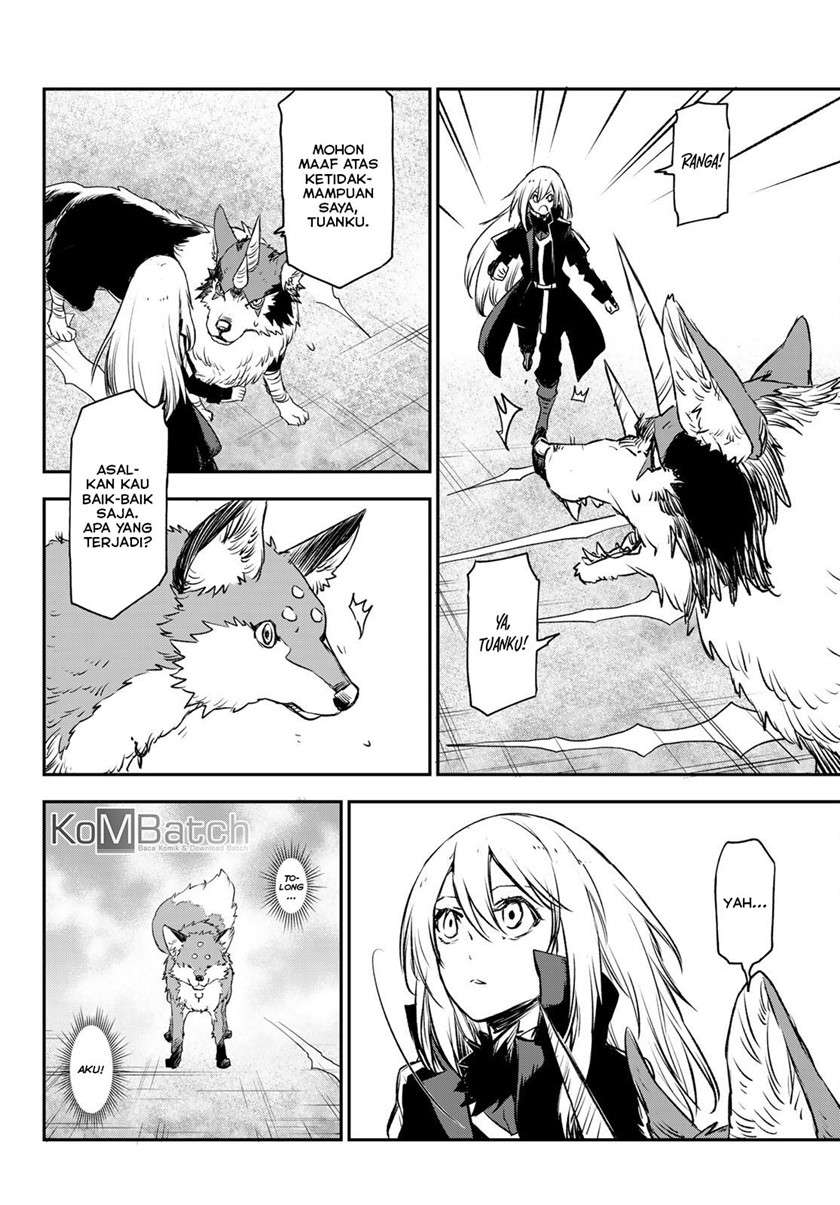 RANGA!
YA,
TUANKU!
MOHON
MAAF ATAS
KETIDAK-
MAMPUAN
SAYA,
TUANKU.
ASAL-
KAN KAU
BAIK-BAIK
SAJA.
APA YANG
TERJADI?
YAH...
TO-
LONG
...
AKU!
KoMBatch
Baca Komik & Download Batch